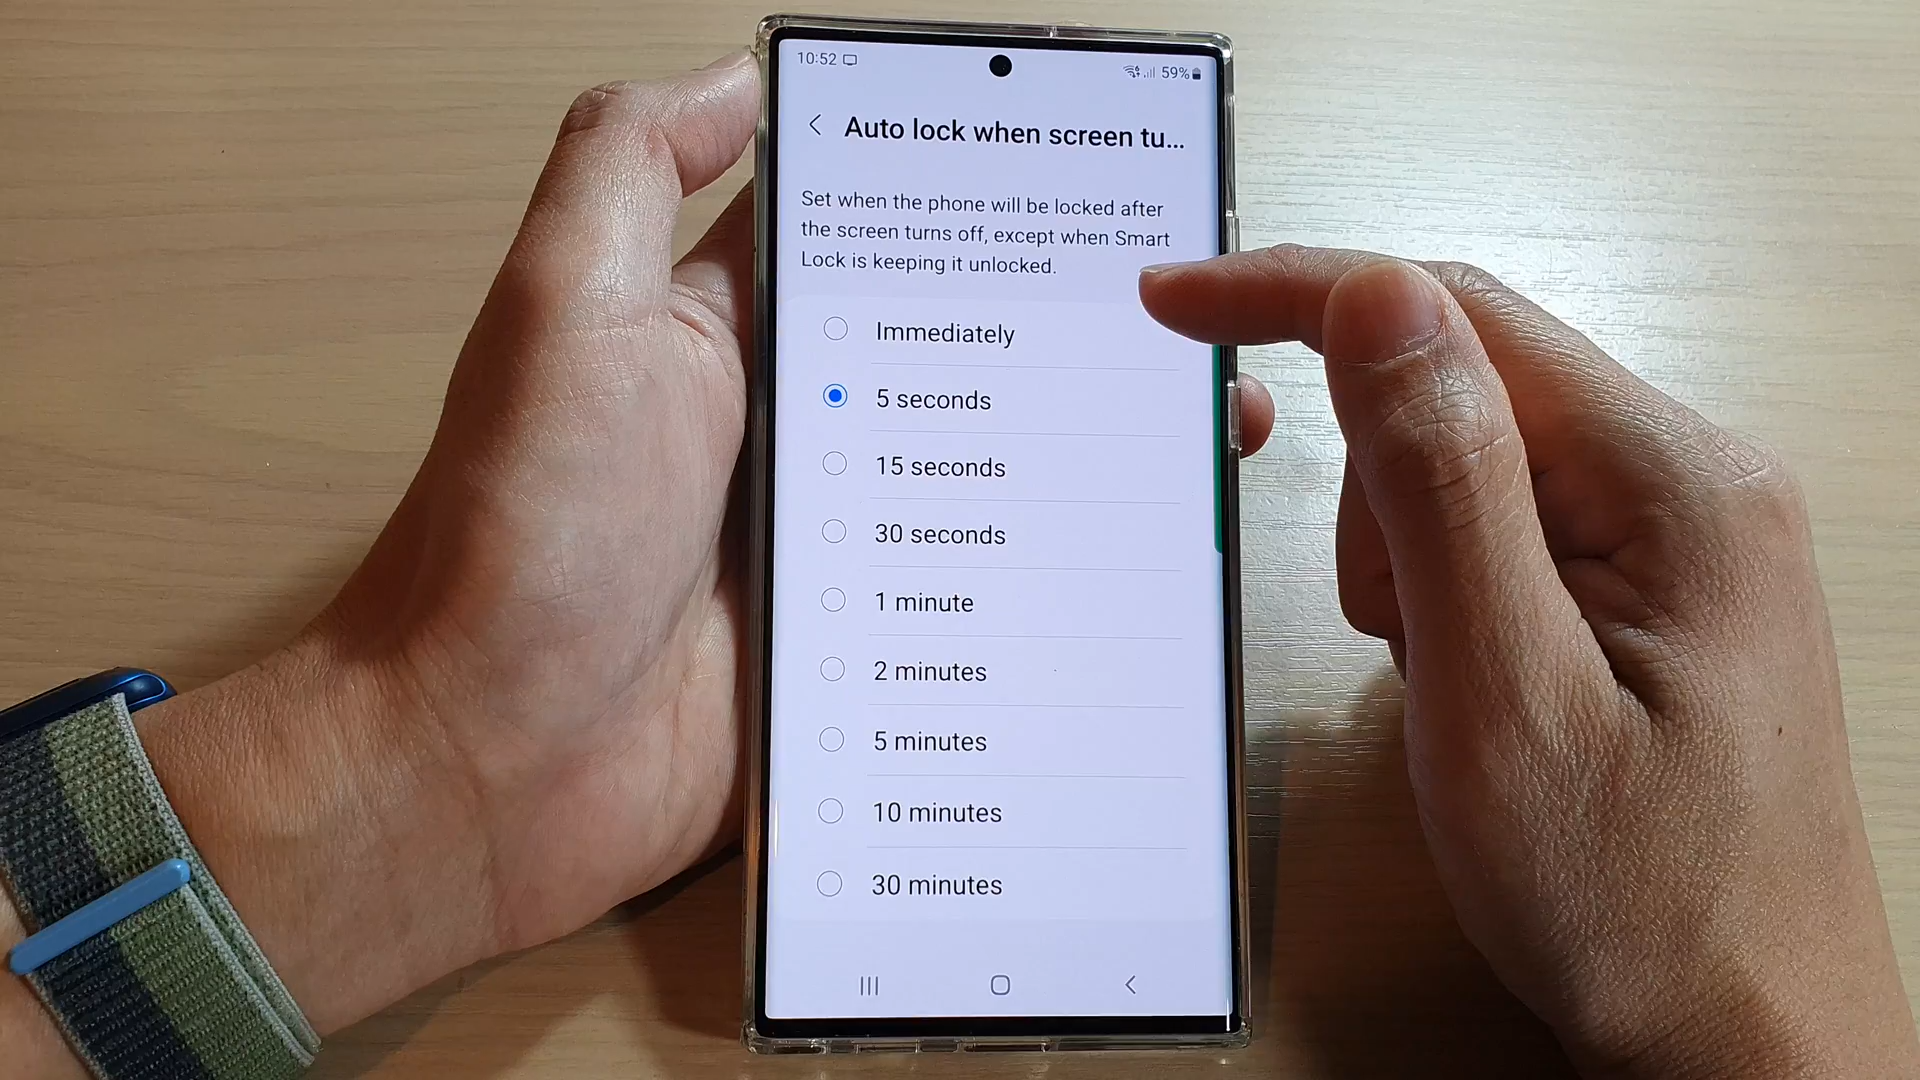 10:52
59%
Auto lock when screen tu...
Set when the phone will be locked after
the screen turns off, except when Smart
Lock is keeping it unlocked.
Immediately
5 seconds
15 seconds
30 seconds
1 minute
2 minutes
5 minutes
10 minutes
30 minutes